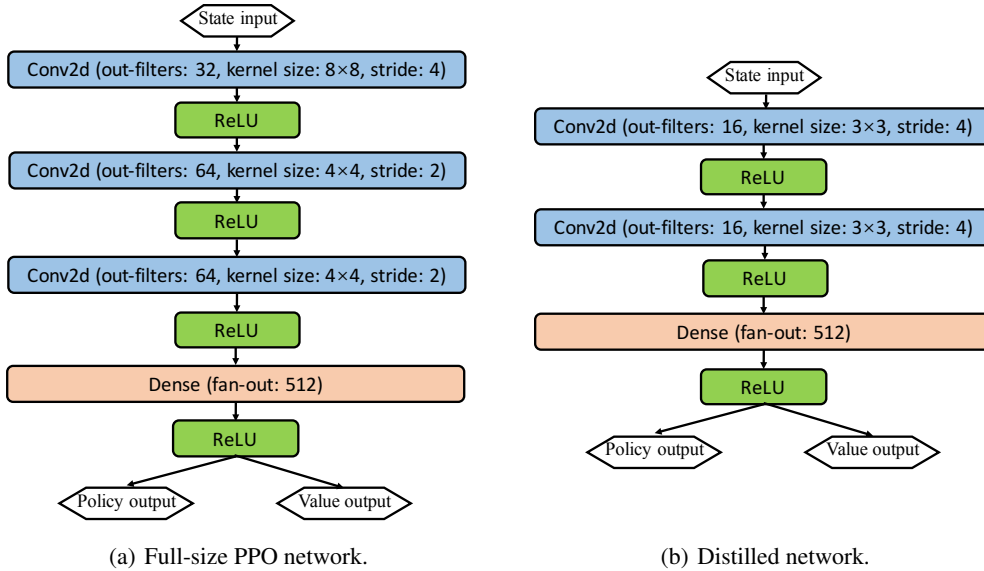 State input
Conv2d (out-filters: 32, kernel size: 8×8, stride: 4)
ReLU
Conv2d (out-filters: 64, kernel size: 4×4, stride: 2)
ReLU
Conv2d (out-filters: 64, kernel size: 4×4, stride: 2)
ReLU
Dense (fan-out: 512)
ReLU
Policy output
Value output
(a) Full-size PPO network.
State input
Conv2d (out-filters: 16, kernel size: 3×3, stride: 4)
ReLU
Conv2d (out-filters: 16, kernel size: 3×3, stride: 4)
ReLU
Dense (fan-out: 512)
ReLU
Policy output
Value output
(b) Distilled network.